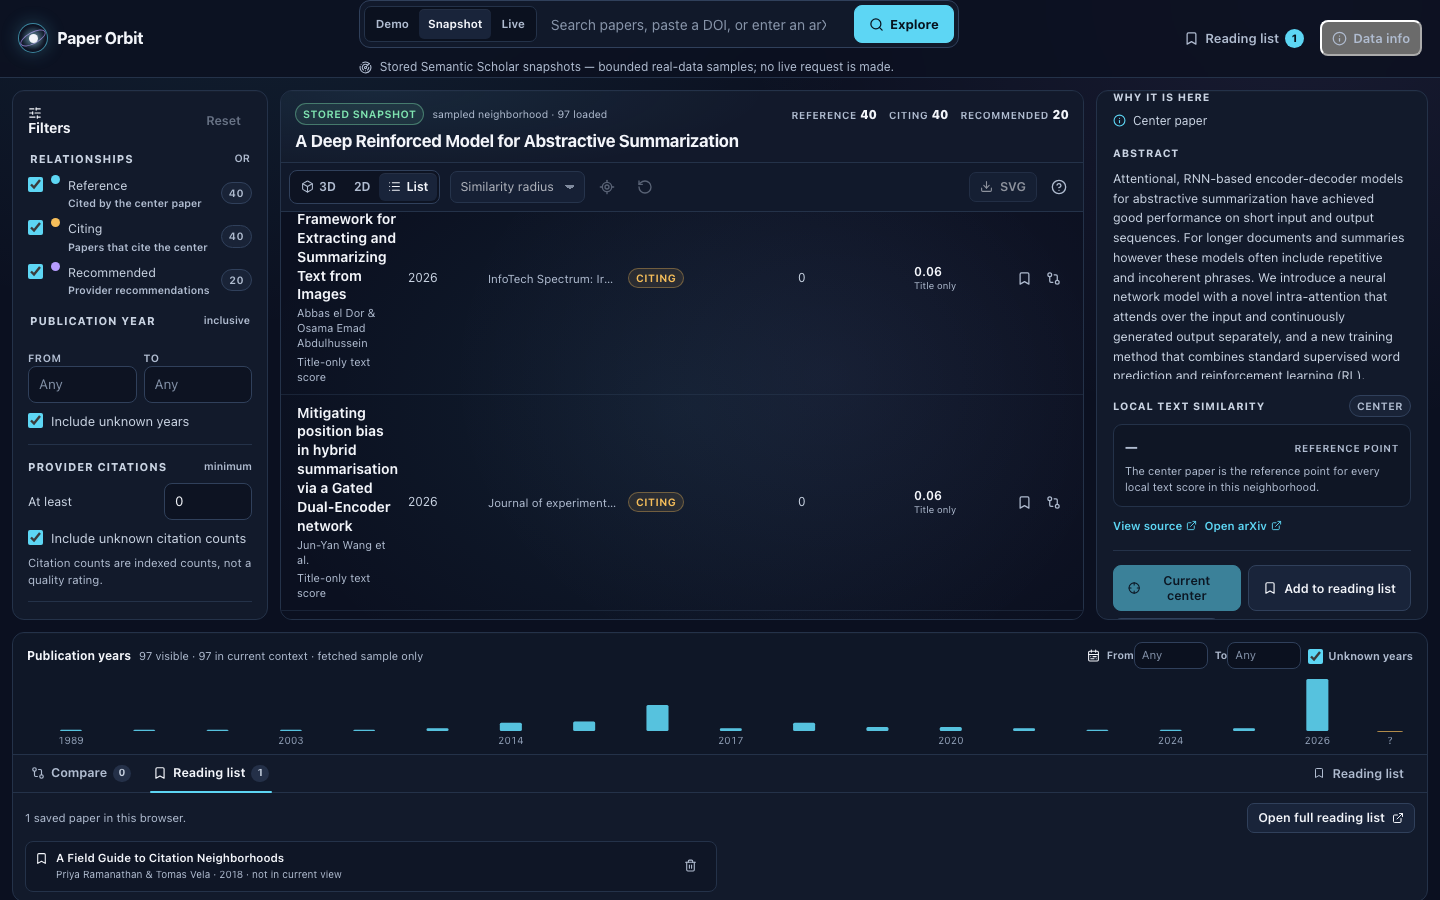 Paper Orbit
Demo Snapshot Live Search papers, paste a DOI, or enter an arX Explore
Stored Semantic Scholar snapshots — bounded real-data samples; no live request is made.
Reading list 1 Data info
Filters
Reset
RELATIONSHIPS OR
Reference 40
Cited by the center paper
Citing 40
Papers that cite the center
Recommended 20
Provider recommendations
PUBLICATION YEAR inclusive
FROM TO
Any Any
Include unknown years
PROVIDER CITATIONS minimum
At least 0
Include unknown citation counts
Citation counts are indexed counts, not a
quality rating.
STORED SNAPSHOT sampled neighborhood · 97 loaded REFERENCE 40 CITING 40 RECOMMENDED 20
A Deep Reinforced Model for Abstractive Summarization
3D 2D List Similarity radius SVG
Framework for
Extracting and
Summarizing
Text from
Images
Abbas el Dor &
Osama Emad
Abdulhussein
Title-only text
score
2026 InfoTech Spectrum: Ir... CITING 0 0.06
Title only
Mitigating
position bias
in hybrid
summarisation
via a Gated
Dual-Encoder
network
Jun-Yan Wang et
al.
Title-only text
score
2026 Journal of experiment... CITING 0 0.06
Title only
WHY IT IS HERE
Center paper
ABSTRACT
Attentional, RNN-based encoder-decoder models
for abstractive summarization have achieved
good performance on short input and output
sequences. For longer documents and summaries
however these models often include repetitive
and incoherent phrases. We introduce a neural
network model with a novel intra-attention that
attends over the input and continuously
generated output separately, and a new training
method that combines standard supervised word
prediction and reinforcement learning (RL).
LOCAL TEXT SIMILARITY CENTER
— REFERENCE POINT
The center paper is the reference point for every
local text score in this neighborhood.
View source Open arXiv
Current
center
Add to reading list
Publication years 97 visible · 97 in current context · fetched sample only
From Any To Any Unknown years
1989 2003 2014 2017 2020 2024 2026 ?
Compare 0 Reading list 1 Reading list
1 saved paper in this browser.
Open full reading list
A Field Guide to Citation Neighborhoods
Priya Ramanathan & Tomas Vela · 2018 · not in current view